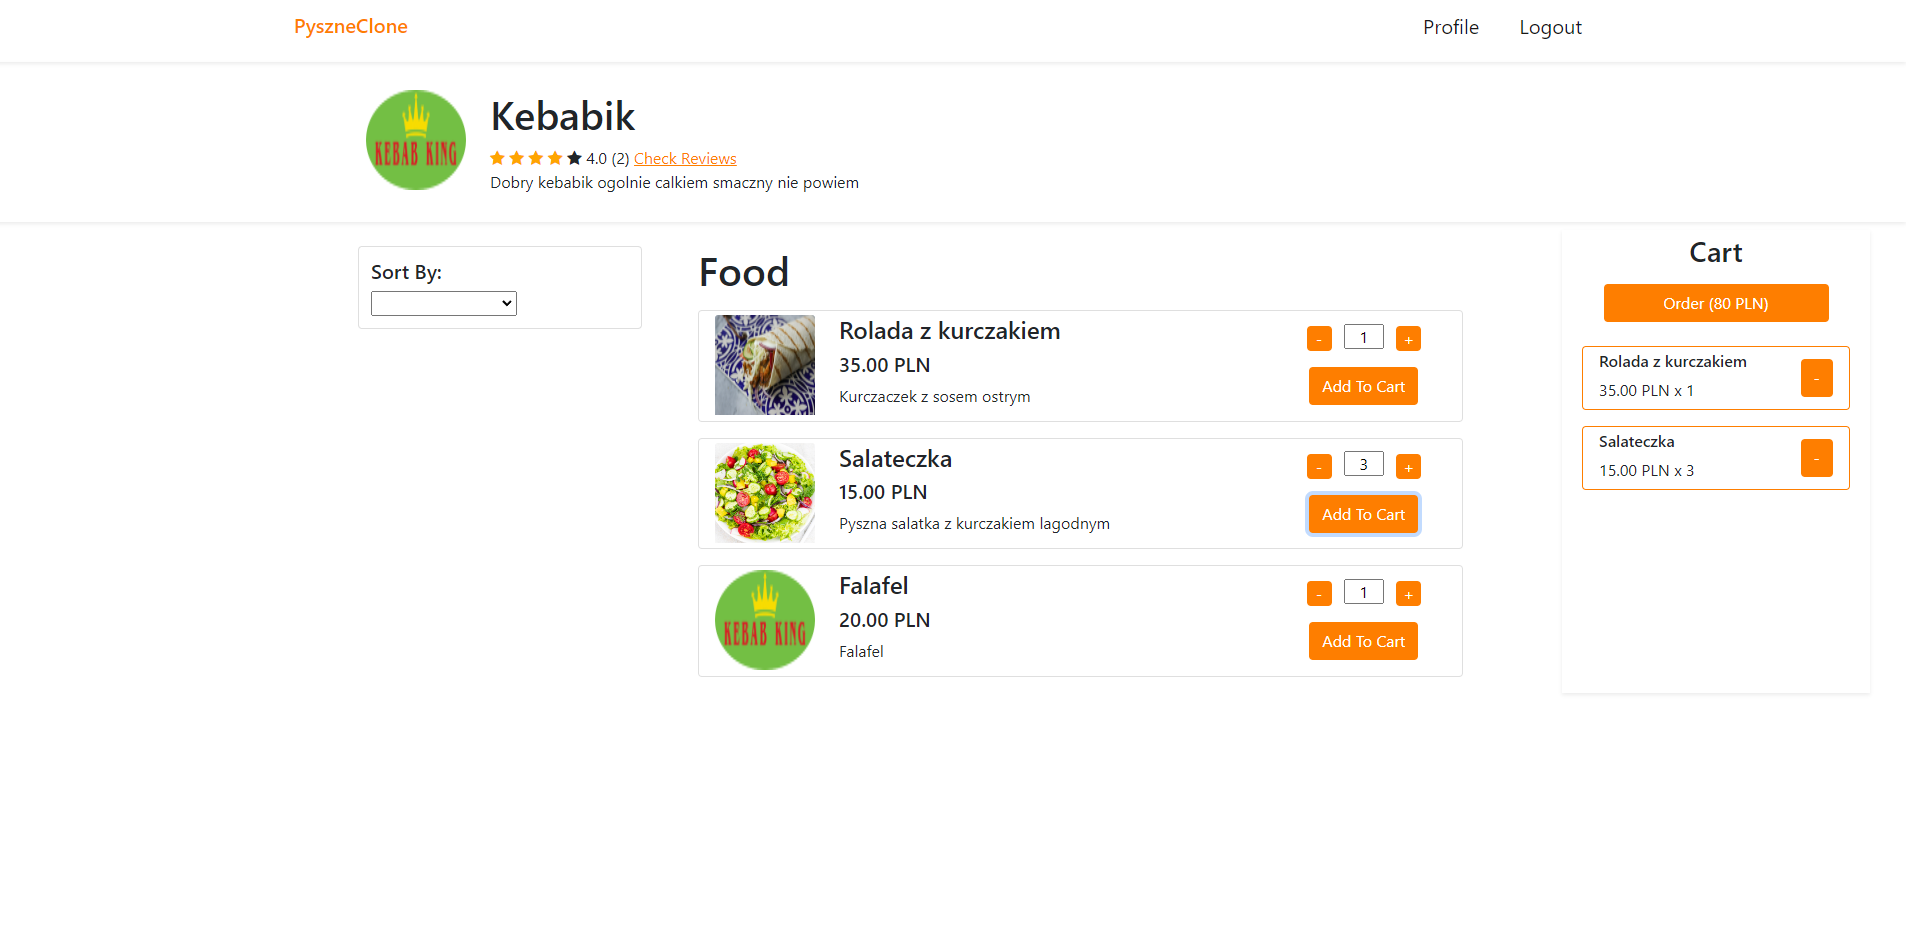 PyszneClone
Profile
Logout
KEBAB KING
Kebabik
4.0 (2) Check Reviews
Dobry kebabik ogolnie calkiem smaczny nie powiem
Sort By:
Food
Rolada z kurczakiem
35.00 PLN
Kurczaczek z sosem ostrym
- 1 +
Add To Cart
Salateczka
15.00 PLN
Pyszna salatka z kurczakiem lagodnym
- 3 +
Add To Cart
KEBAB KING
Falafel
20.00 PLN
Falafel
- 1 +
Add To Cart
Cart
Order (80 PLN)
Rolada z kurczakiem
35.00 PLN x 1
-
Salateczka
15.00 PLN x 3
-